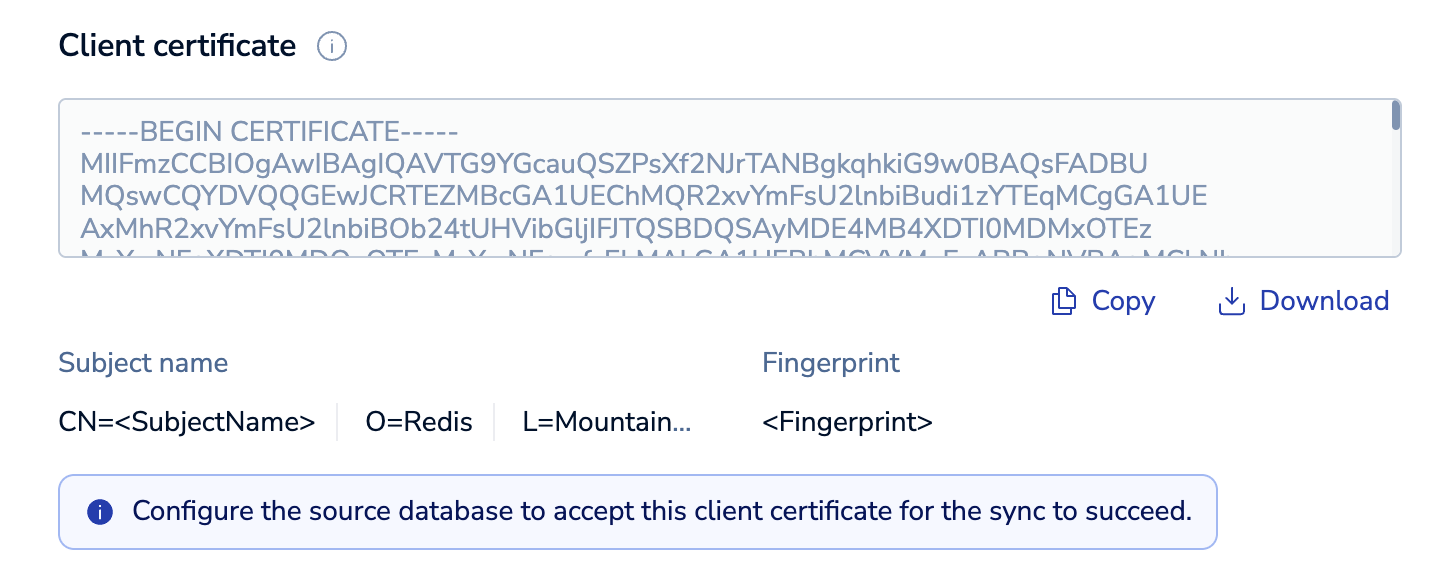 Client certificate
-----BEGIN CERTIFICATE-----
MIIFmzCCBIOgAwIBAgIQAVTG9YGcauQSZPsXf2NJrTANBgkqhkiG9w0BAQsFADBU
MQswCQYDVQQGEwJCRTEZMBcGA1UEChMQR2xvYmFsU2lnbiBudi1zYTEqMCgGA1UE
AxMhR2xvYmFsU2lnbiBOb24tUHVibGljIFJTQSBDQSAyMDE4MB4XDTI0MDMxOTEz
Copy Download
Subject name Fingerprint
CN=<SubjectName> O=Redis L=Mountain... <Fingerprint>
Configure the source database to accept this client certificate for the sync to succeed.